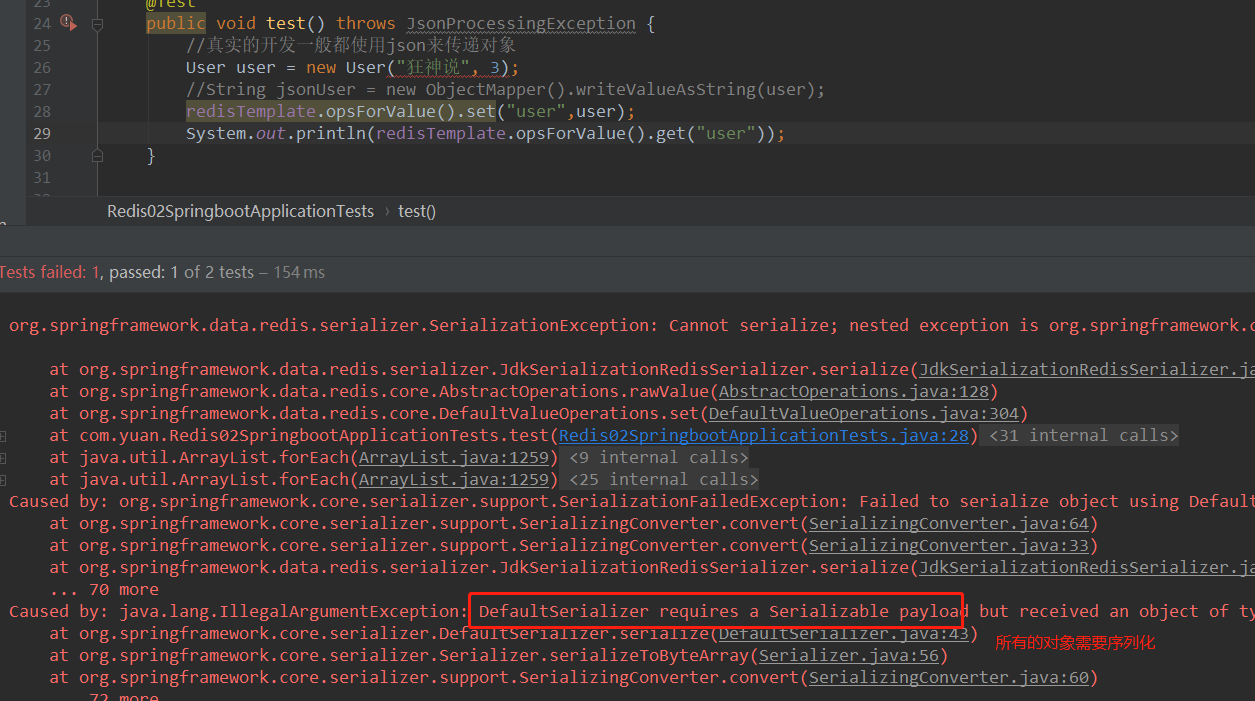 23 @Test
24 public void test() throws JsonProcessingException {
25 //真实的开发一般都使用json来传递对象
26 User user = new User("狂神说", 3);
27 //String jsonUser = new ObjectMapper().writeValueAsString(user);
28 redisTemplate.opsForValue().set("user",user);
29 System.out.println(redisTemplate.opsForValue().get("user"));
30 }
31
Redis02SpringbootApplicationTests › test()
Tests failed: 1, passed: 1 of 2 tests – 154 ms
org.springframework.data.redis.serializer.SerializationException: Cannot serialize; nested exception is org.springframework.
at org.springframework.data.redis.serializer.JdkSerializationRedisSerializer.serialize(JdkSerializationRedisSerializer.ja
at org.springframework.data.redis.core.AbstractOperations.rawValue(AbstractOperations.java:128)
at org.springframework.data.redis.core.DefaultValueOperations.set(DefaultValueOperations.java:304)
at com.yuan.Redis02SpringbootApplicationTests.test(Redis02SpringbootApplicationTests.java:28) <31 internal calls>
at java.util.ArrayList.forEach(ArrayList.java:1259) <9 internal calls>
at java.util.ArrayList.forEach(ArrayList.java:1259) <25 internal calls>
Caused by: org.springframework.core.serializer.support.SerializationFailedException: Failed to serialize object using Default
at org.springframework.core.serializer.support.SerializingConverter.convert(SerializingConverter.java:64)
at org.springframework.core.serializer.support.SerializingConverter.convert(SerializingConverter.java:33)
at org.springframework.data.redis.serializer.JdkSerializationRedisSerializer.serialize(JdkSerializationRedisSerializer.ja
... 70 more
Caused by: java.lang.IllegalArgumentException: DefaultSerializer requires a Serializable payload but received an object of ty
at org.springframework.core.serializer.DefaultSerializer.serialize(DefaultSerializer.java:43)
所有的对象需要序列化
at org.springframework.core.serializer.Serializer.serializeToByteArray(Serializer.java:56)
at org.springframework.core.serializer.support.SerializingConverter.convert(SerializingConverter.java:60)
... 72 more